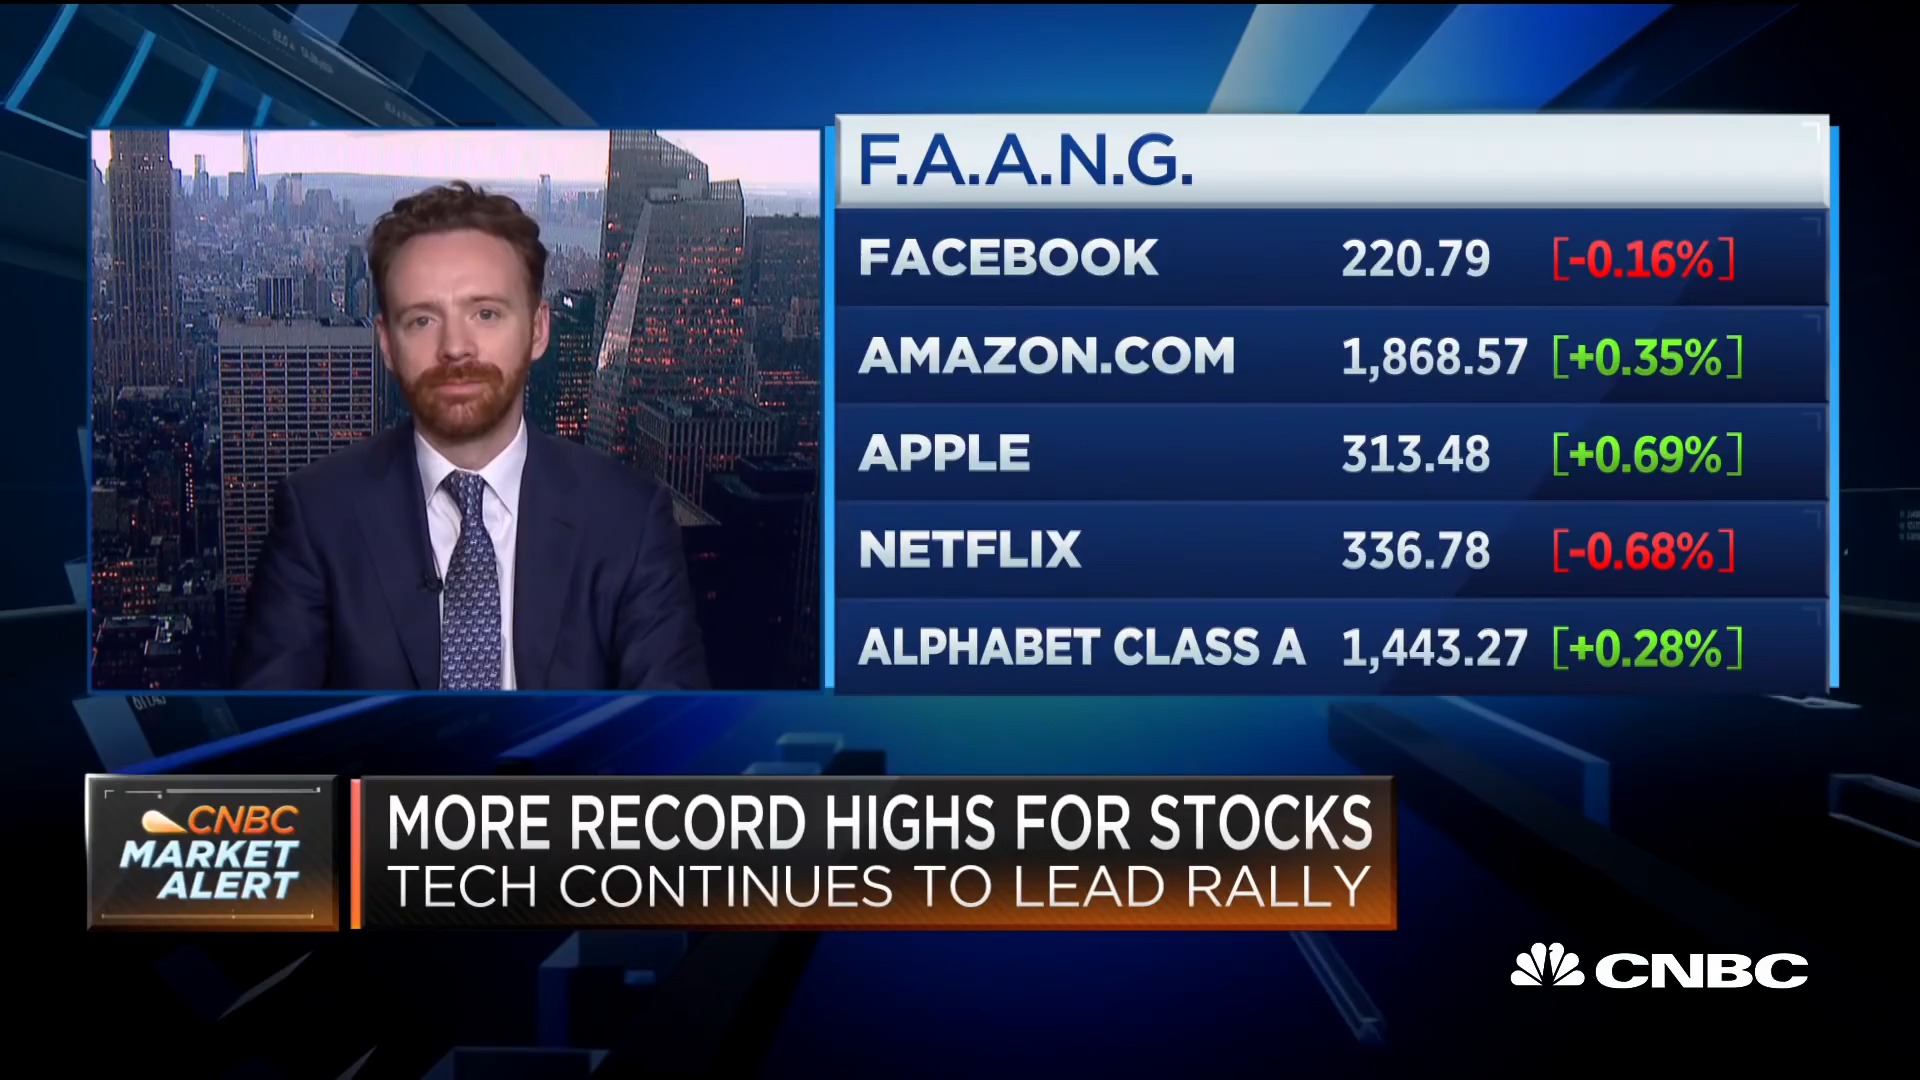 F.A.A.N.G.
FACEBOOK 220.79 [-0.16%]
AMAZON.COM 1,868.57 [+0.35%]
APPLE 313.48 [+0.69%]
NETFLIX 336.78 [-0.68%]
ALPHABET CLASS A 1,443.27 [+0.28%]
CNBC
MARKET
ALERT
MORE RECORD HIGHS FOR STOCKS
TECH CONTINUES TO LEAD RALLY
CNBC